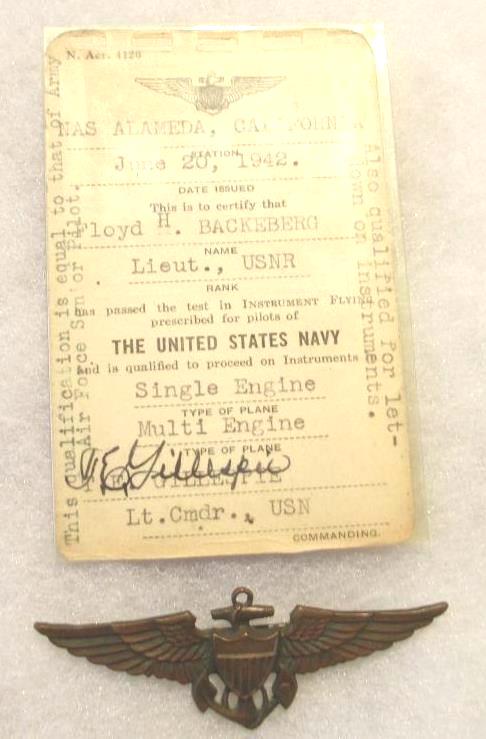 N. Aer. 4120
NAS ALAMEDA, CALIFORNIA
STATION
June 20, 1942.
DATE ISSUED
This is to certify that
Floyd H. BACKEBERG
NAME
Lieut., USNR
RANK
has passed the test in INSTRUMENT FLYING
prescribed for pilots of
THE UNITED STATES NAVY
and is qualified to proceed on Instruments
Single Engine
TYPE OF PLANE
Multi Engine
TYPE OF PLANE
GILLESPIE
Lt.Cmdr., USN
COMMANDING.
This qualification is equal to that of Army
Air Force Senior pilot.
Also qualified For let-
down on instruments.